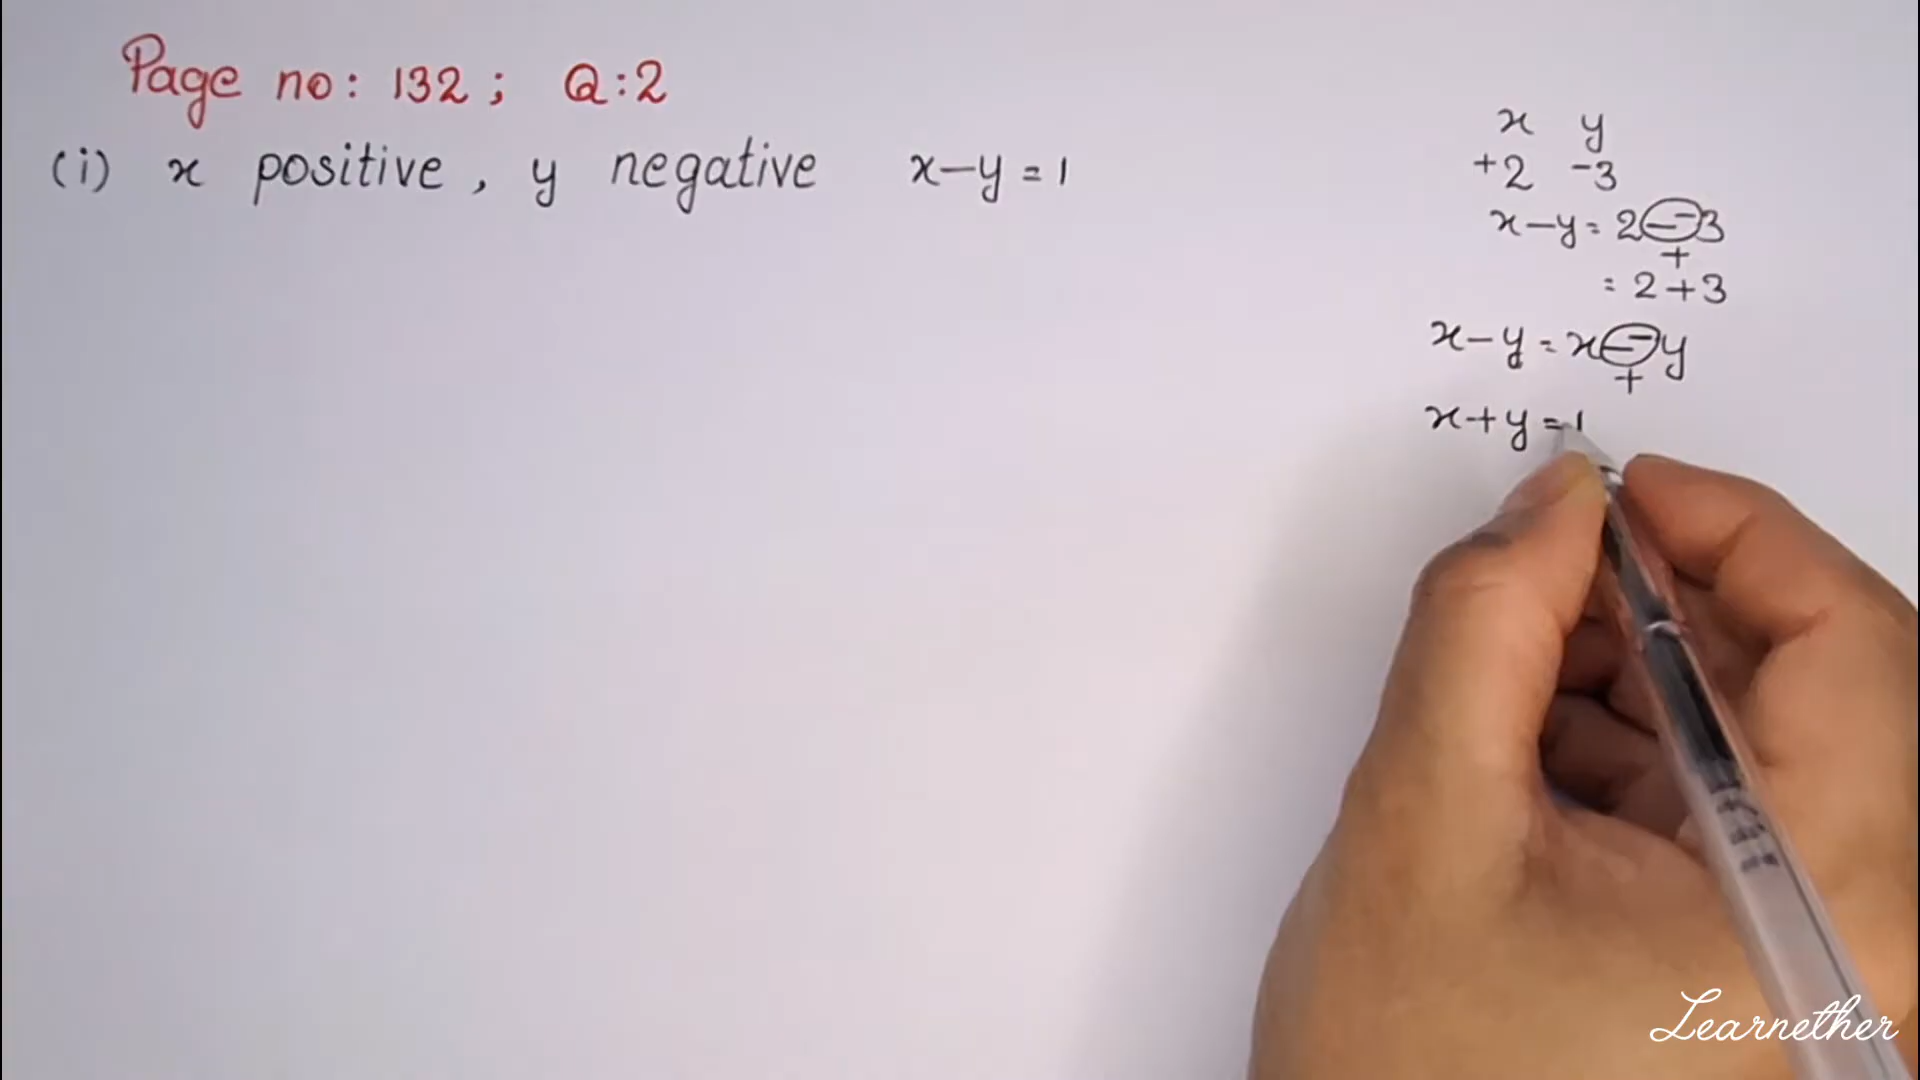 Page no: 132; Q:2
(i) x positive, y negative x-y=1
x y
+2 -3
x-y=2--3
+
=2+3
x-y=x--y
+
x+y=1
Learnether